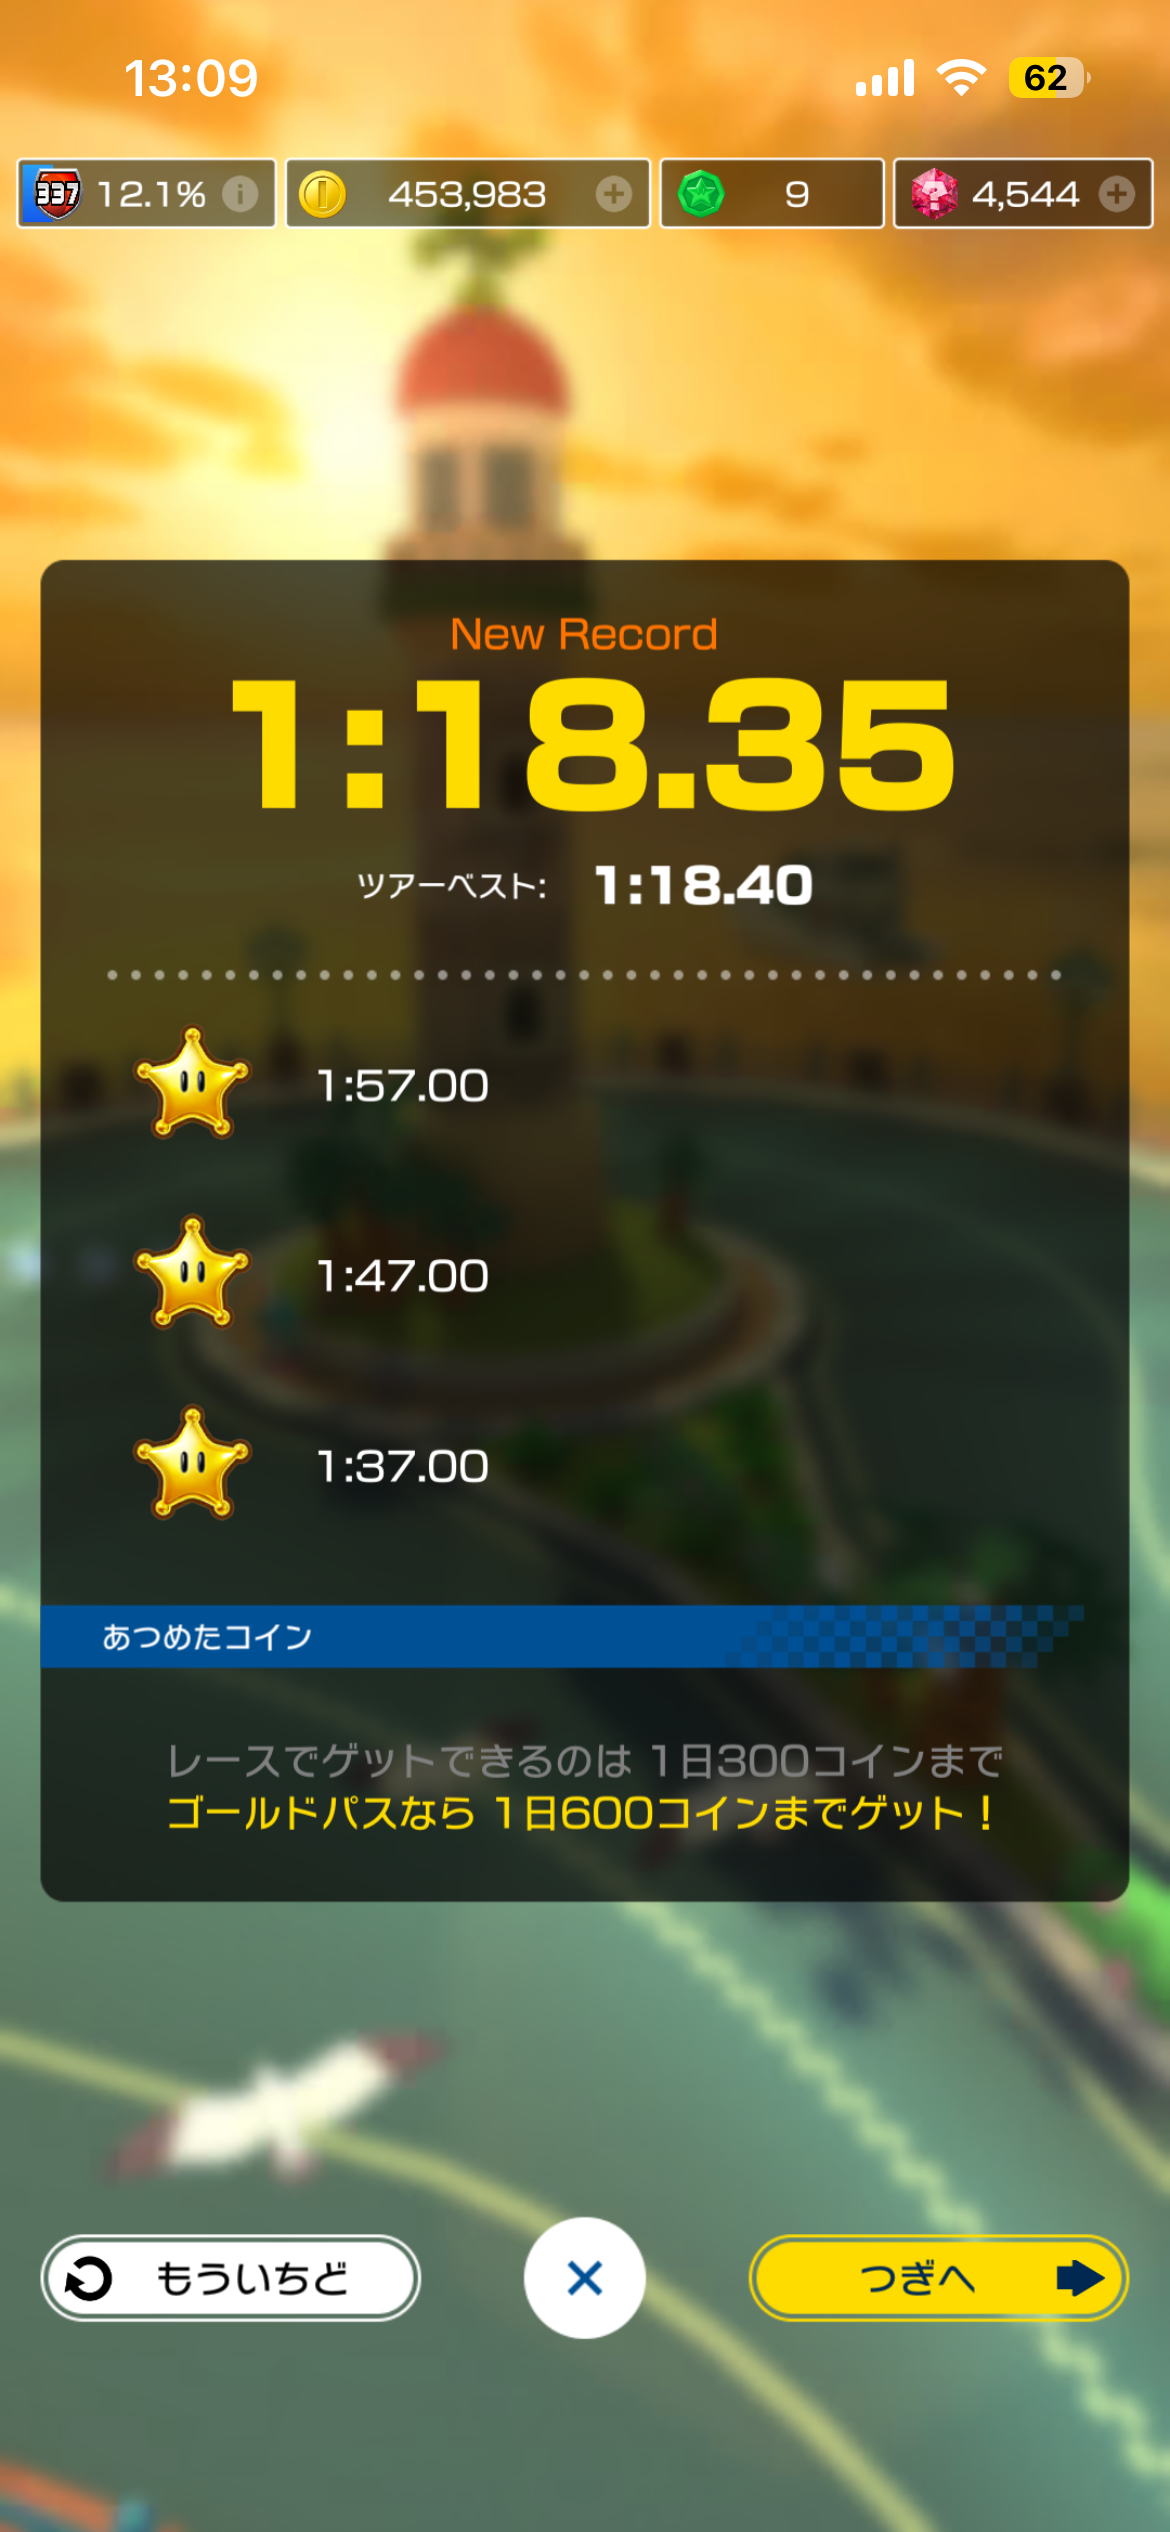 13:09
62
337 12.1% i 453,983 + 9 4,544 +
New Record
1:18.35
ツアーベスト: 1:18.40
1:57.00
1:47.00
1:37.00
あつめたコイン
レースでゲットできるのは 1日300コインまで
ゴールドパスなら 1日600コインまでゲット！
もういちど × つぎへ